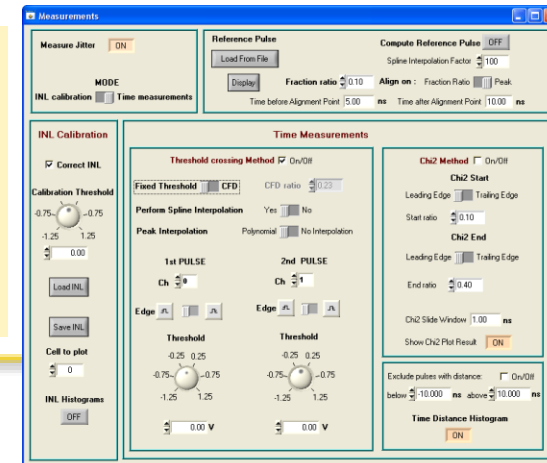 Measurements
Measure Jitter ON
MODE
INL calibration Time measurements
Reference Pulse
Load From File
Compute Reference Pulse OFF
Spline Interpolation Factor 100
Display Fraction ratio 0.10 Align on : Fraction Ratio Peak
Time before Alignment Point 5.00 ns Time after Alignment Point 10.00 ns
INL Calibration
Correct INL
Calibration Threshold
-0.75 0.75
-1.25 1.25
0.00
Load INL
Save INL
Cell to plot
0
INL Histograms
OFF
Time Measurements
Threshold crossing Method On/Off
Fixed Threshold CFD CFD ratio 0.23
Perform Spline Interpolation Yes No
Peak Interpolation Polynomial No Interpolation
1st PULSE 2nd PULSE
Ch 0 Ch 1
Edge Edge
Threshold Threshold
-0.25 0.25 -0.25 0.25
-0.75 0.75 -0.75 0.75
-1.25 1.25 -1.25 1.25
0.00 V 0.00 V
Chi2 Method On/Off
Chi2 Start
Leading Edge Trailing Edge
Start ratio 0.10
Chi2 End
Leading Edge Trailing Edge
End ratio 0.40
Chi2 Slide Window 1.00 ns
Show Chi2 Plot Result ON
Exclude pulses with distance: On/Off
below -10.000 ns above 10.000 ns
Time Distance Histogram
ON